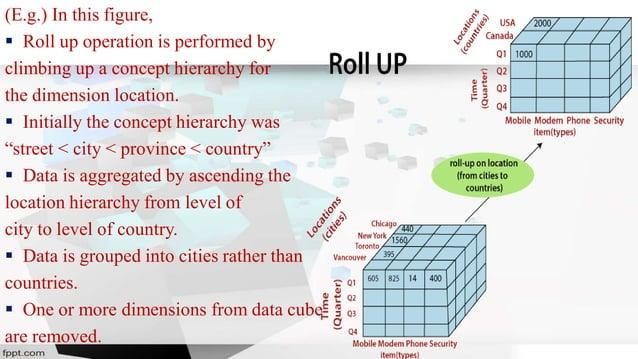 (E.g.) In this figure,
▪ Roll up operation is performed by
climbing up a concept hierarchy for
the dimension location.
▪ Initially the concept hierarchy was
“street < city < province < country”
▪ Data is aggregated by ascending the
location hierarchy from level of
city to level of country.
▪ Data is grouped into cities rather than
countries.
▪ One or more dimensions from data cube
are removed.
fppt.com
Roll UP
Locations
(countries)
USA
Canada
2000
1000
Time
(Quarter)
Q1
Q2
Q3
Q4
Mobile Modem Phone Security
item(types)
roll-up on location
(from cities to
countries)
Locations
(cities)
Chicago
New York
Toronto
Vancouver
440
1560
395
Time
(Quarter)
Q1
Q2
Q3
Q4
605 825 14 400
Mobile Modem Phone Security
item(types)